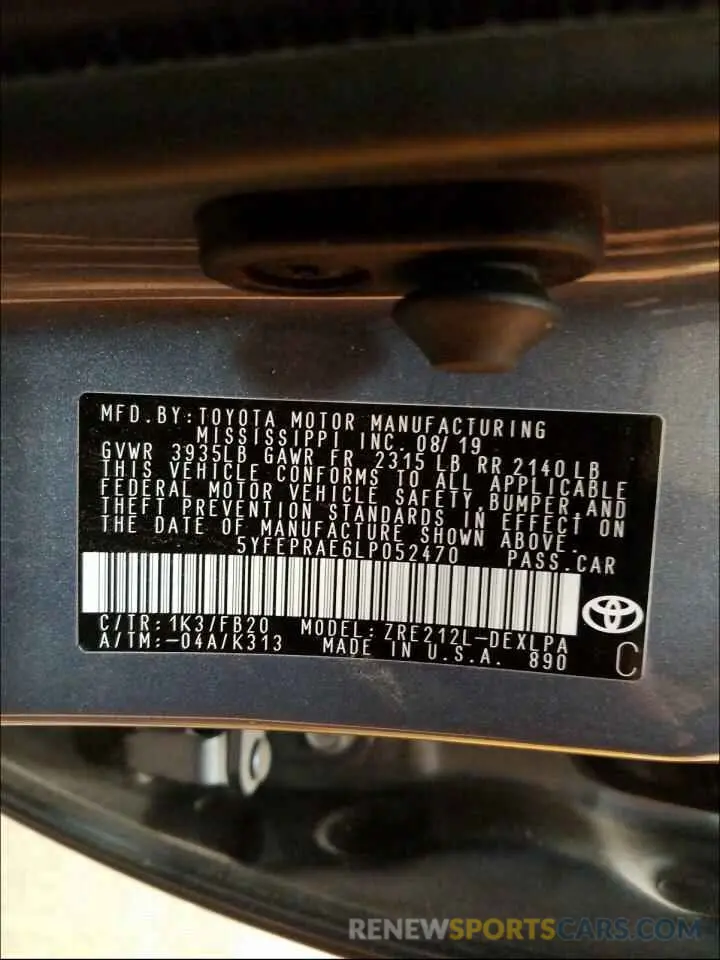 MFD.BY:TOYOTA MOTOR MANUFACTURING
MISSISSIPPI INC. 08/19
GVWR 3935LB GAWR FR 2315 LB RR 2140 LB
THIS VEHICLE CONFORMS TO ALL APPLICABLE
FEDERAL MOTOR VEHICLE SAFETY,BUMPER,AND
THEFT PREVENTION STANDARDS IN EFFECT ON
THE DATE OF MANUFACTURE SHOWN ABOVE.
5YFEPRAE6LP052470 PASS.CAR
C/TR:1K3/FB20 MODEL:ZRE212L-DEXLPA
A/TM:-04A/K313 MADE IN U.S.A. 890
C
RENEWSPORTSCARS.COM